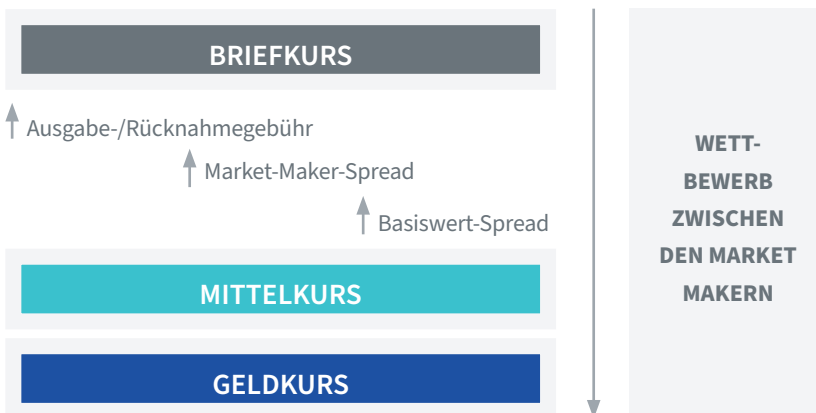 BRIEFKURS
Ausgabe-/Rücknahmegebühr
Market-Maker-Spread
Basiswert-Spread
MITTELKURS
GELDKURS
WETT-
BEWERB
ZWISCHEN
DEN MARKET
MAKERN